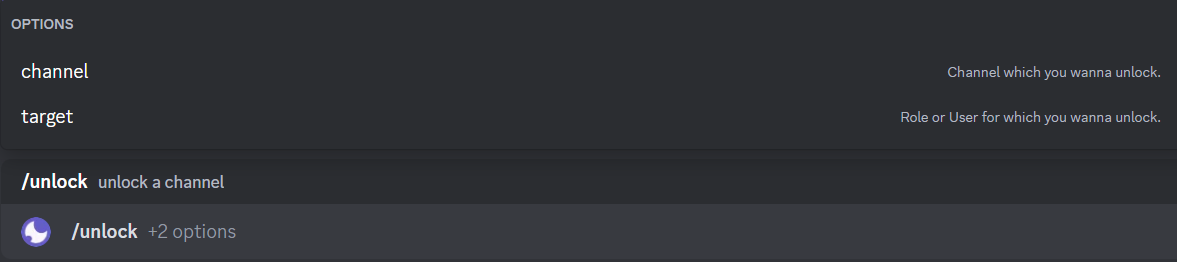 OPTIONS
channel Channel which you wanna unlock.
target Role or User for which you wanna unlock.
/unlock unlock a channel
/unlock +2 options